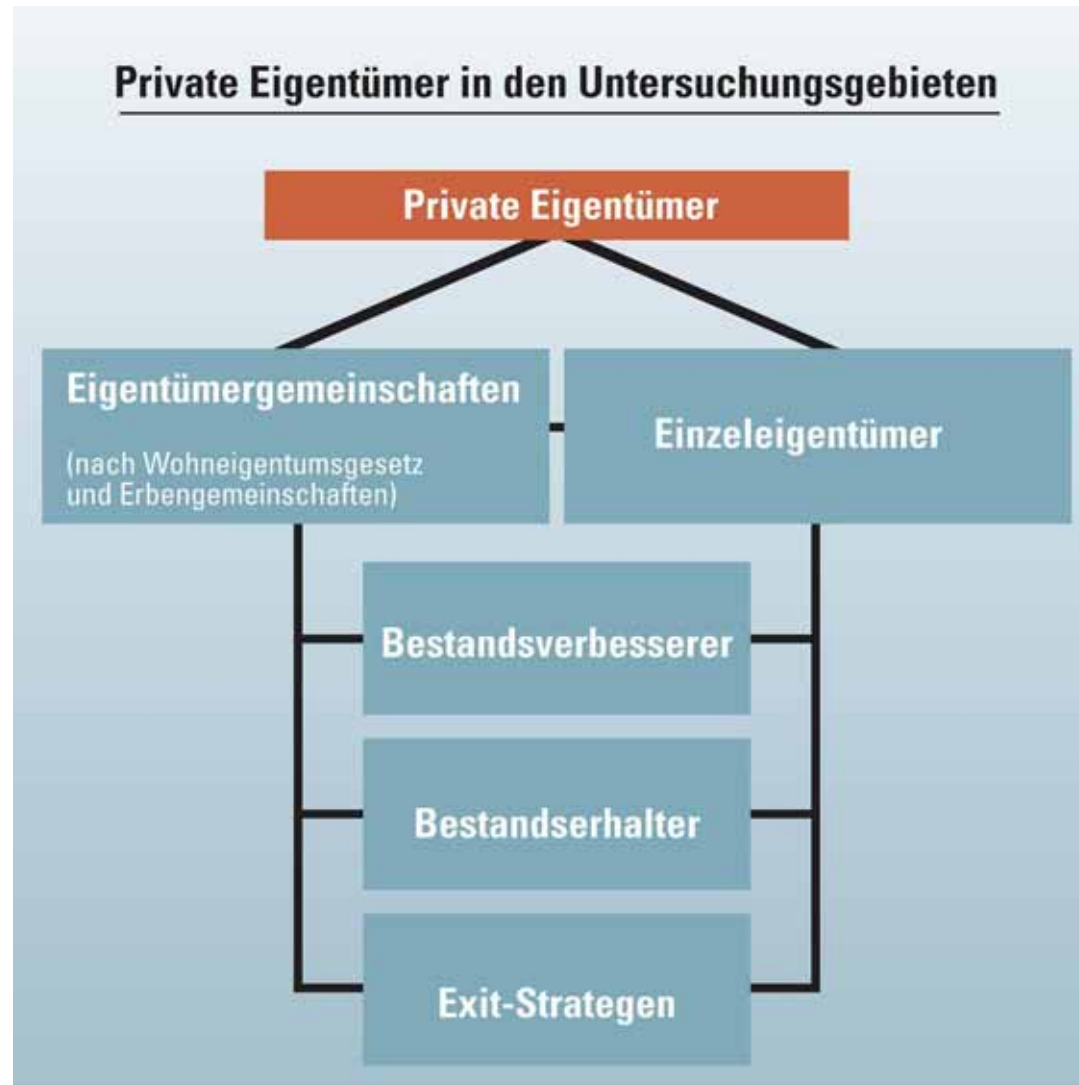 Private Eigentümer in den Untersuchungsgebieten
Private Eigentümer
Eigentümergemeinschaften
(nach Wohneigentumsgesetz
und Erbengemeinschaften)
Einzeleigentümer
Bestandsverbesserer
Bestandserhalter
Exit-Strategen